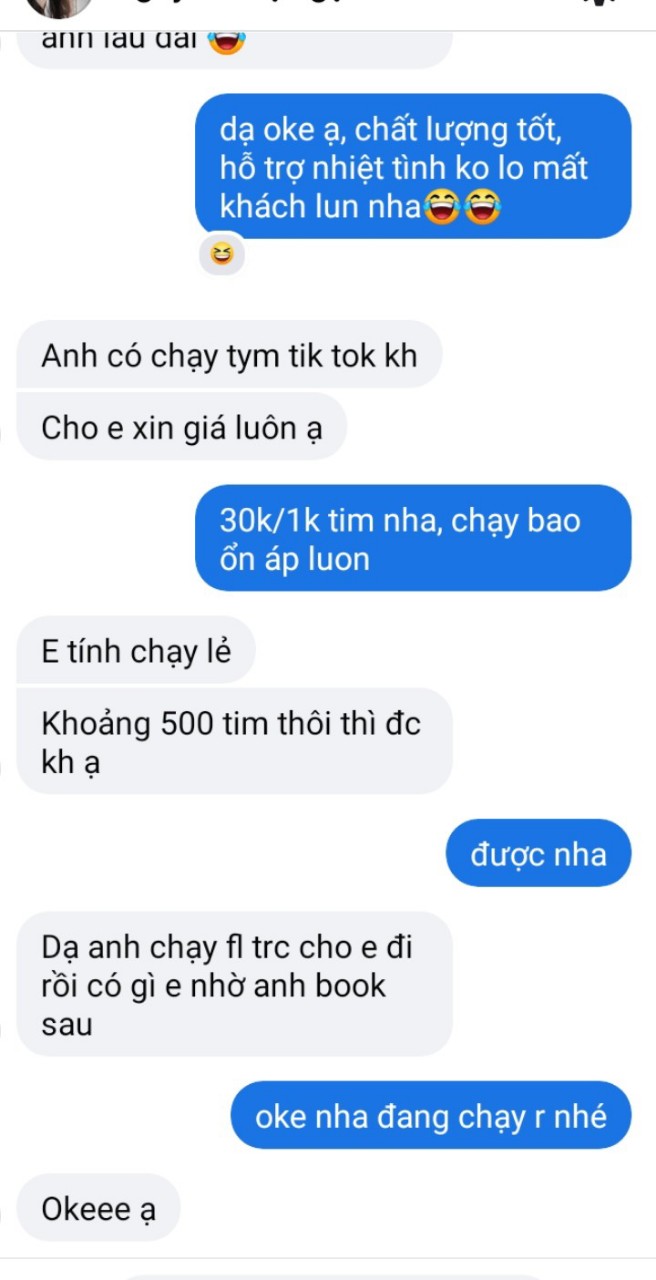 anh lâu dài 😂
dạ oke ạ, chất lượng tốt,
hỗ trợ nhiệt tình ko lo mất
khách lun nha😂😂
Anh có chạy tym tik tok kh
Cho e xin giá luôn ạ
30k/1k tim nha, chạy bao
ổn áp luon
E tính chạy lẻ
Khoảng 500 tim thôi thì đc
kh ạ
được nha
Dạ anh chạy fl trc cho e đi
rồi có gì e nhờ anh book
sau
oke nha đang chạy r nhé
Okeee ạ